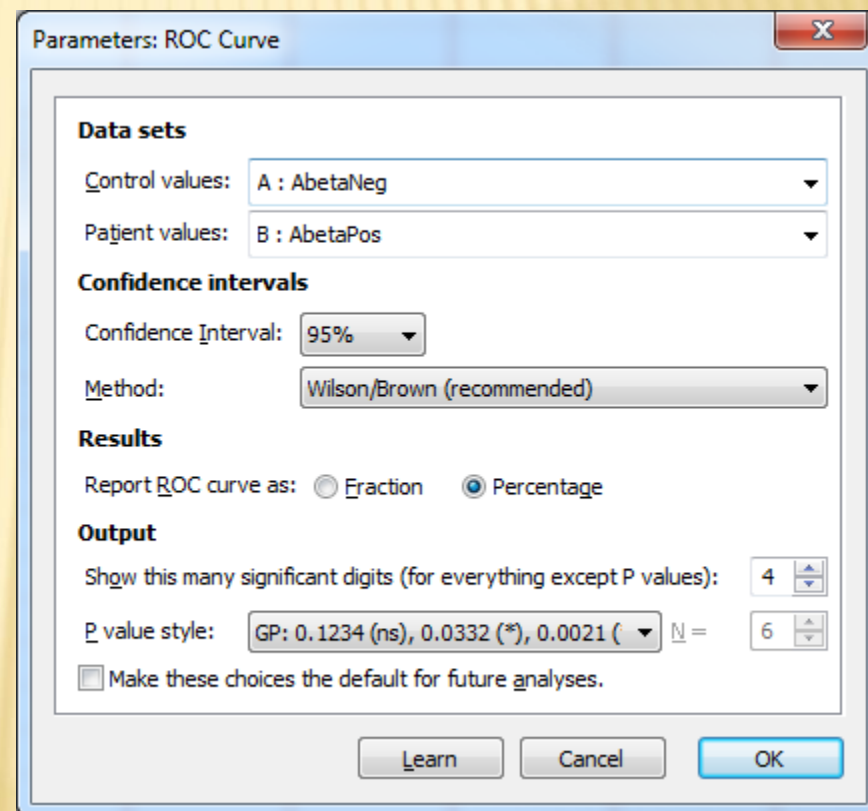 Parameters: ROC Curve
Data sets
Control values: A : AbetaNeg
Patient values: B : AbetaPos
Confidence intervals
Confidence Interval: 95%
Method: Wilson/Brown (recommended)
Results
Report ROC curve as: Fraction Percentage
Output
Show this many significant digits (for everything except P values): 4
P value style: GP: 0.1234 (ns), 0.0332 (*), 0.0021 ( N = 6
Make these choices the default for future analyses.
Learn Cancel OK